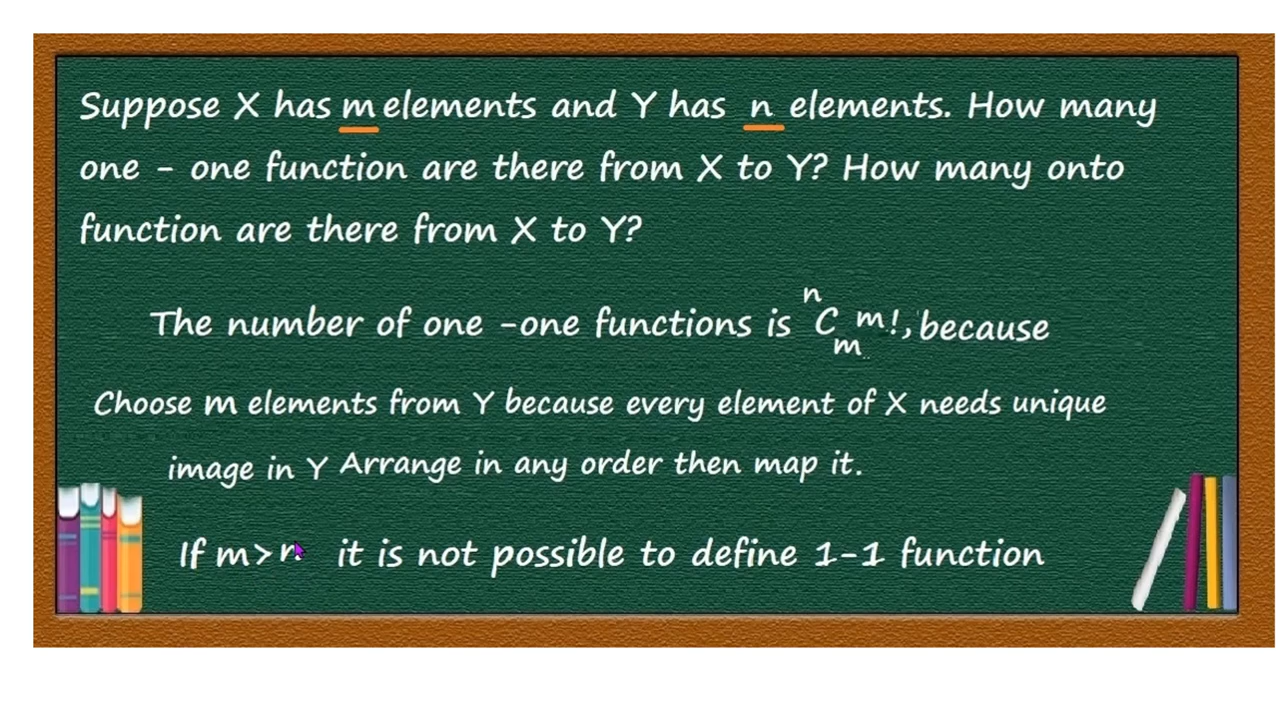 Suppose X has m elements and Y has n elements. How many
one - one function are there from X to Y? How many onto
function are there from X to Y?
The number of one -one functions is ⁿCₘ m!, because
Choose m elements from Y because every element of X needs unique
image in Y Arrange in any order then map it.
If m>n it is not possible to define 1-1 function